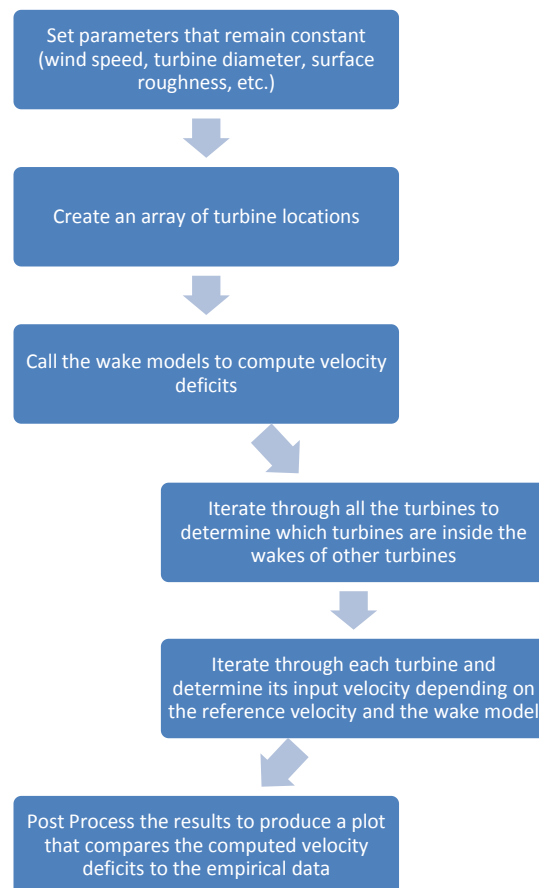 Set parameters that remain constant
(wind speed, turbine diameter, surface
roughness, etc.)
Create an array of turbine locations
Call the wake models to compute velocity
deficits
Iterate through all the turbines to
determine which turbines are inside the
wakes of other turbines
Iterate through each turbine and
determine its input velocity depending on
the reference velocity and the wake model
Post Process the results to produce a plot
that compares the computed velocity
deficits to the empirical data